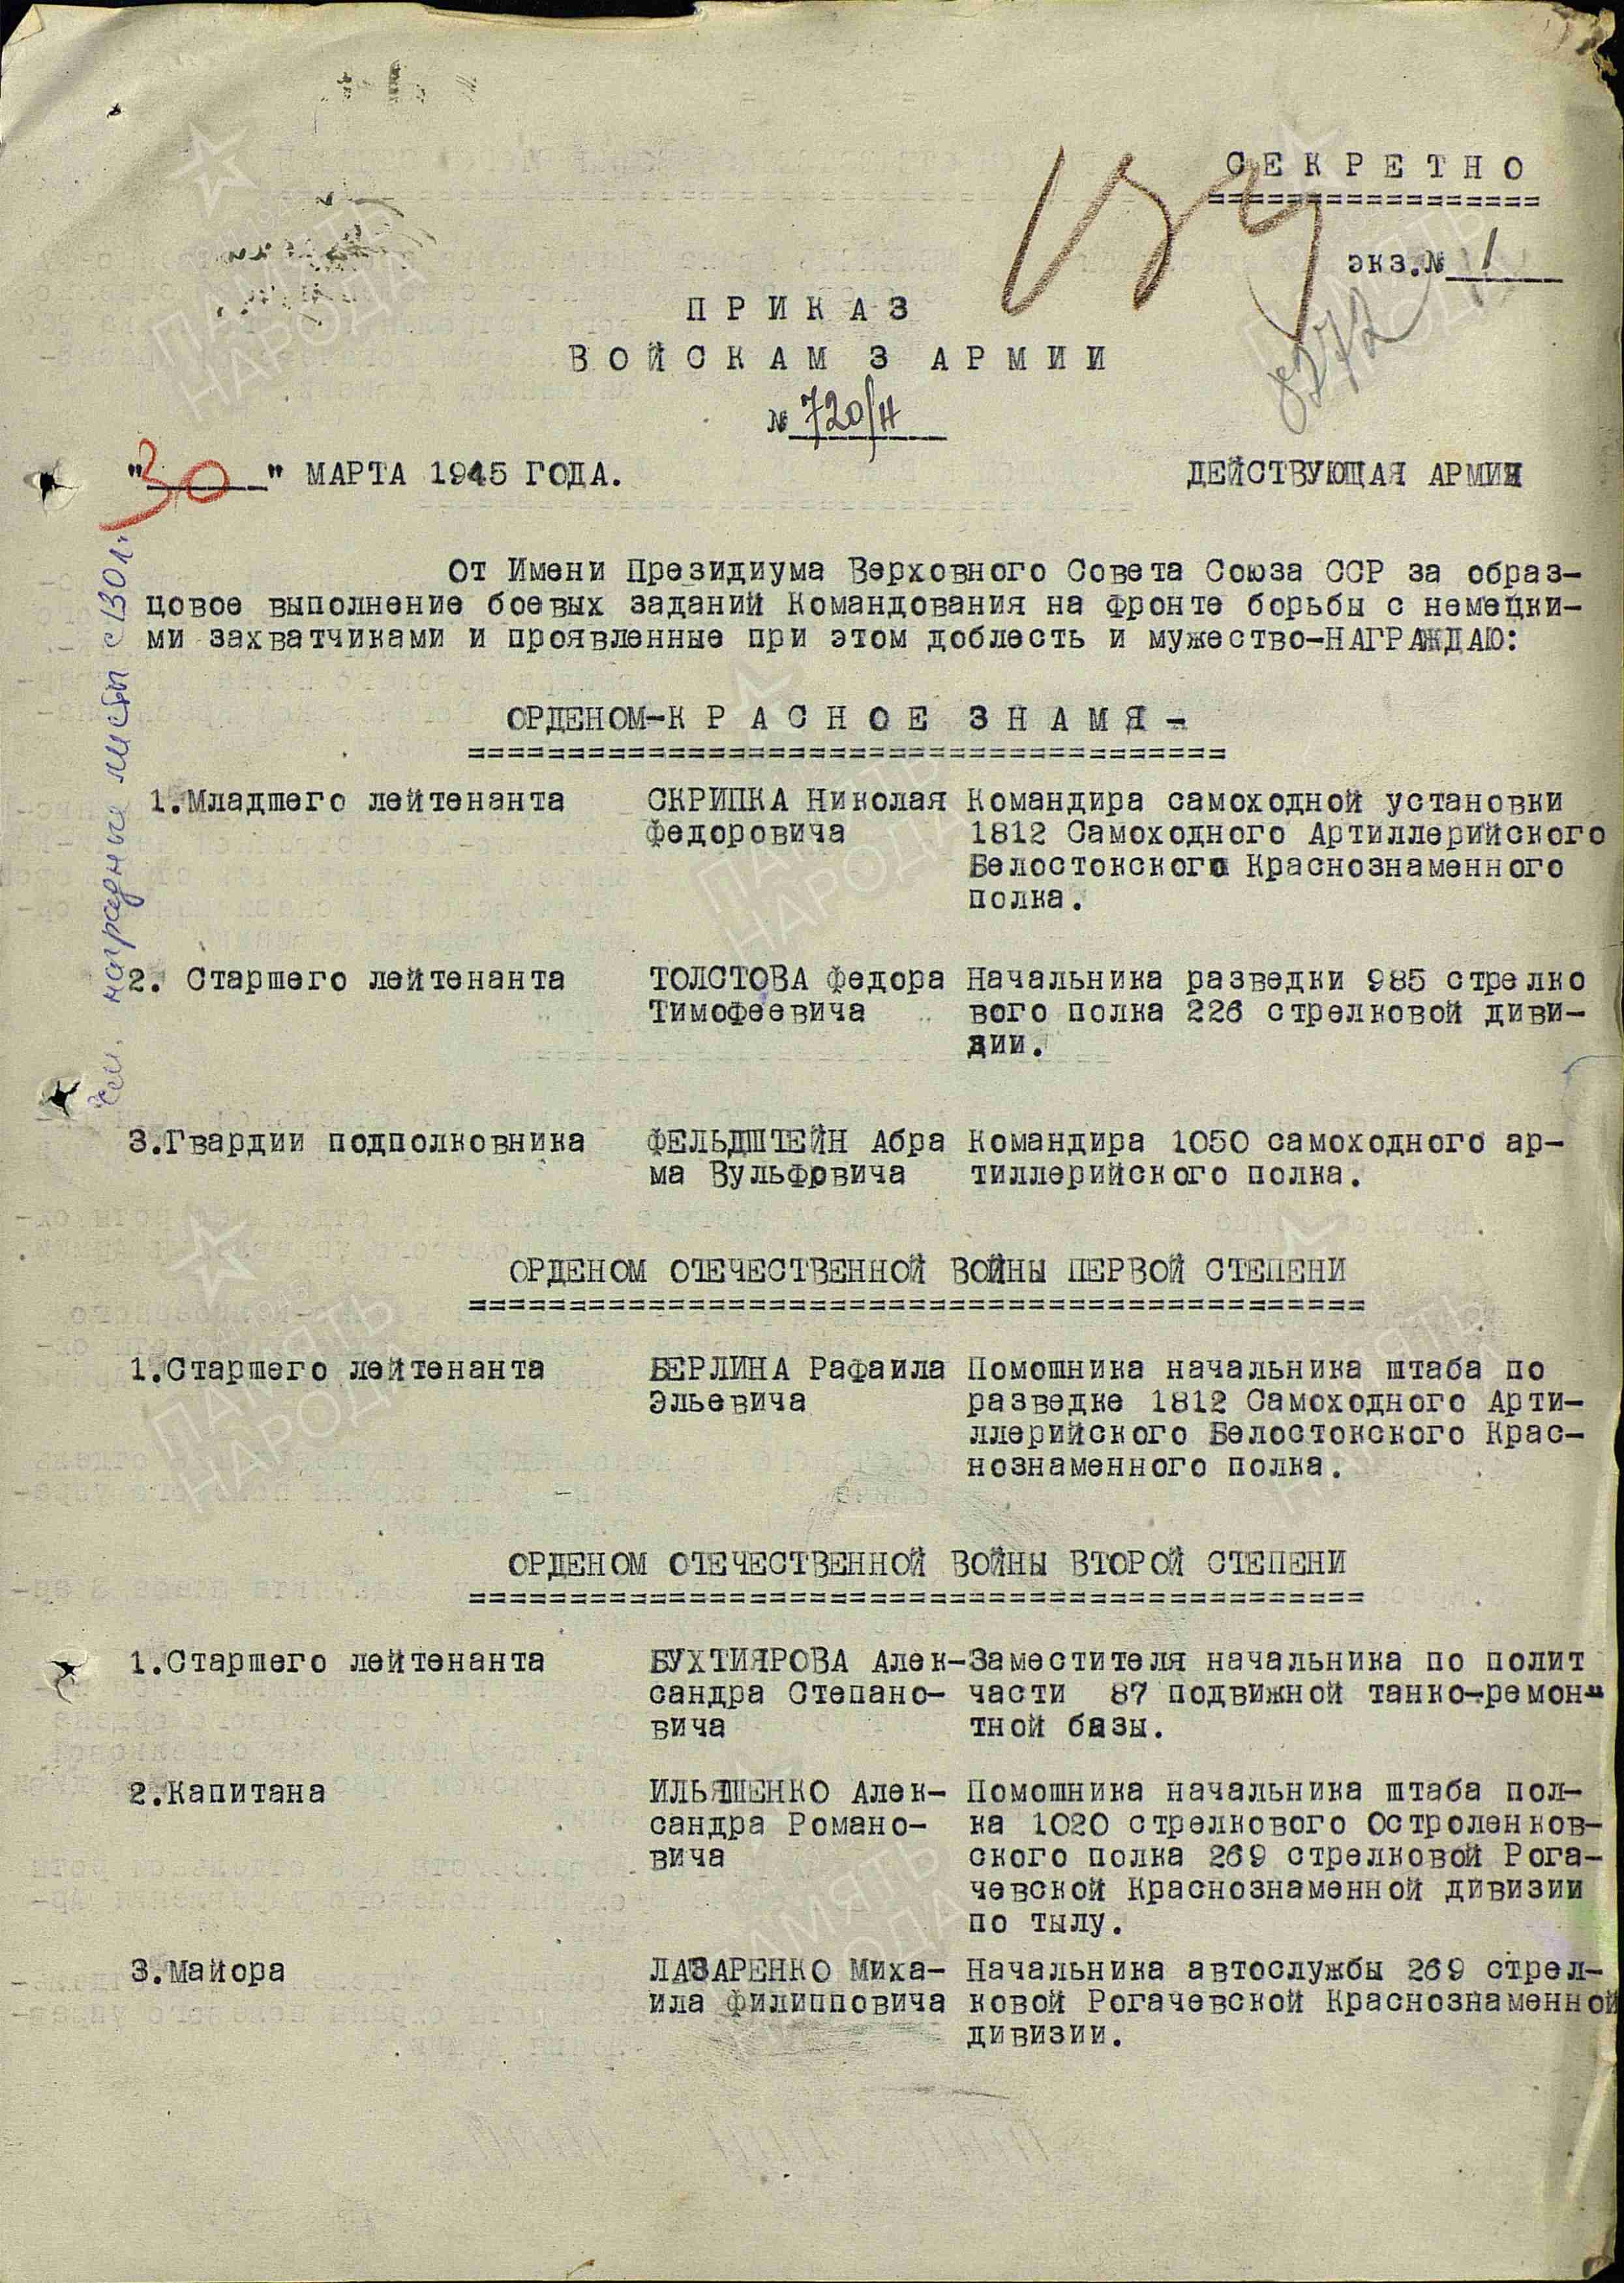 СЕКРЕТНО
экз.№ 1
ПРИКАЗ
ВОЙСКАМ 3 АРМИИ
№ 720/н
"30" МАРТА 1945 ГОДА. ДЕЙСТВУЮЩАЯ АРМИЯ
От Имени Президиума Верховного Совета Союза ССР за образ-
цовое выполнение боевых заданий Командования на фронте борьбы с немецки-
ми захватчиками и проявленные при этом доблесть и мужество-НАГРАЖДАЮ:
ОРДЕНОМ-КРАСНОЕ ЗНАМЯ-
1.Младшего лейтенанта СКРИПКА Николая Командира самоходной установки
Федоровича 1812 Самоходного Артиллерийского
Белостокского Краснознаменного
полка.
2. Старшего лейтенанта ТОЛСТОВА Федора Начальника разведки 985 стрелко
Тимофеевича вого полка 226 стрелковой диви-
зии.
3.Гвардии подполковника ФЕЛЬДШТЕЙН Абра Командира 1050 самоходного ар-
ма Вульфовича тиллерийского полка.
ОРДЕНОМ ОТЕЧЕСТВЕННОЙ ВОЙНЫ ПЕРВОЙ СТЕПЕНИ
1.Старшего лейтенанта БЕРЛИНА Рафаила Помошника начальника штаба по
Эльевича разведке 1812 Самоходного Арти-
ллерийского Белостокского Крас-
нознаменного полка.
ОРДЕНОМ ОТЕЧЕСТВЕННОЙ ВОЙНЫ ВТОРОЙ СТЕПЕНИ
1.Старшего лейтенанта БУХТИЯРОВА Алек-Заместителя начальника по полит
сандра Степано- части 87 подвижной танко-ремон-
вича тной базы.
2.Капитана ИЛЬЯШЕНКО Алек- Помошника начальника штаба пол-
сандра Романо- ка 1020 стрелкового Остроленков-
вича ского полка 269 стрелковой Рога-
чевской Краснознаменной дивизии
по тылу.
3.Майора ЛАЗАРЕНКО Миха- Начальника автослужбы 269 стрел-
ила Филипповича ковой Рогачевской Краснознаменной
дивизии.
см. наградные листы с 130 л.
ПАМЯТЬ
НАРОДА